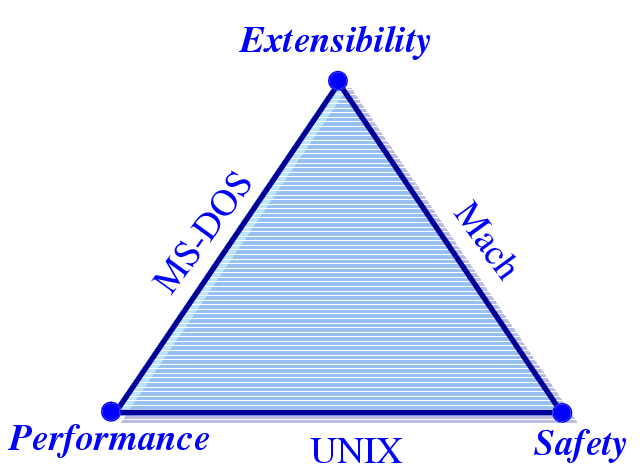 Extensibility
MS-DOS
Mach
Performance
UNIX
Safety